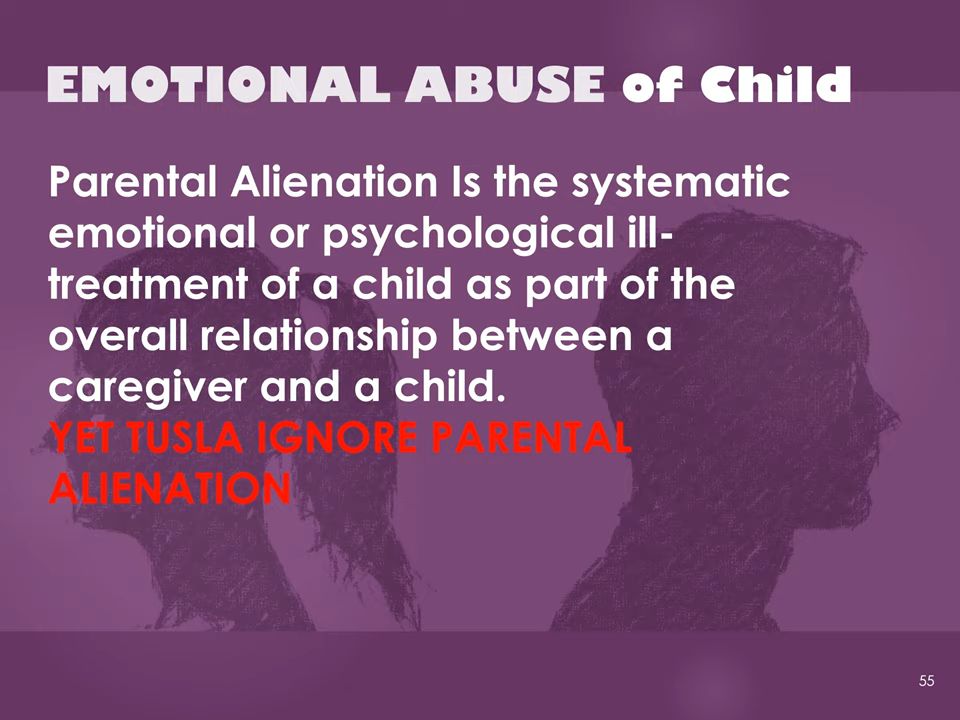 EMOTIONAL ABUSE of Child
Parental Alienation Is the systematic
emotional or psychological ill-
treatment of a child as part of the
overall relationship between a
caregiver and a child.
YET TUSLA IGNORE PARENTAL
ALIENATION
55